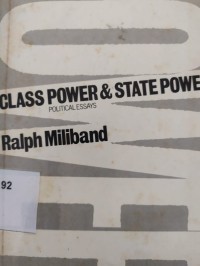 CLASS POWER & STATE POWE
POLITICAL ESSAYS
Ralph Miliband
92